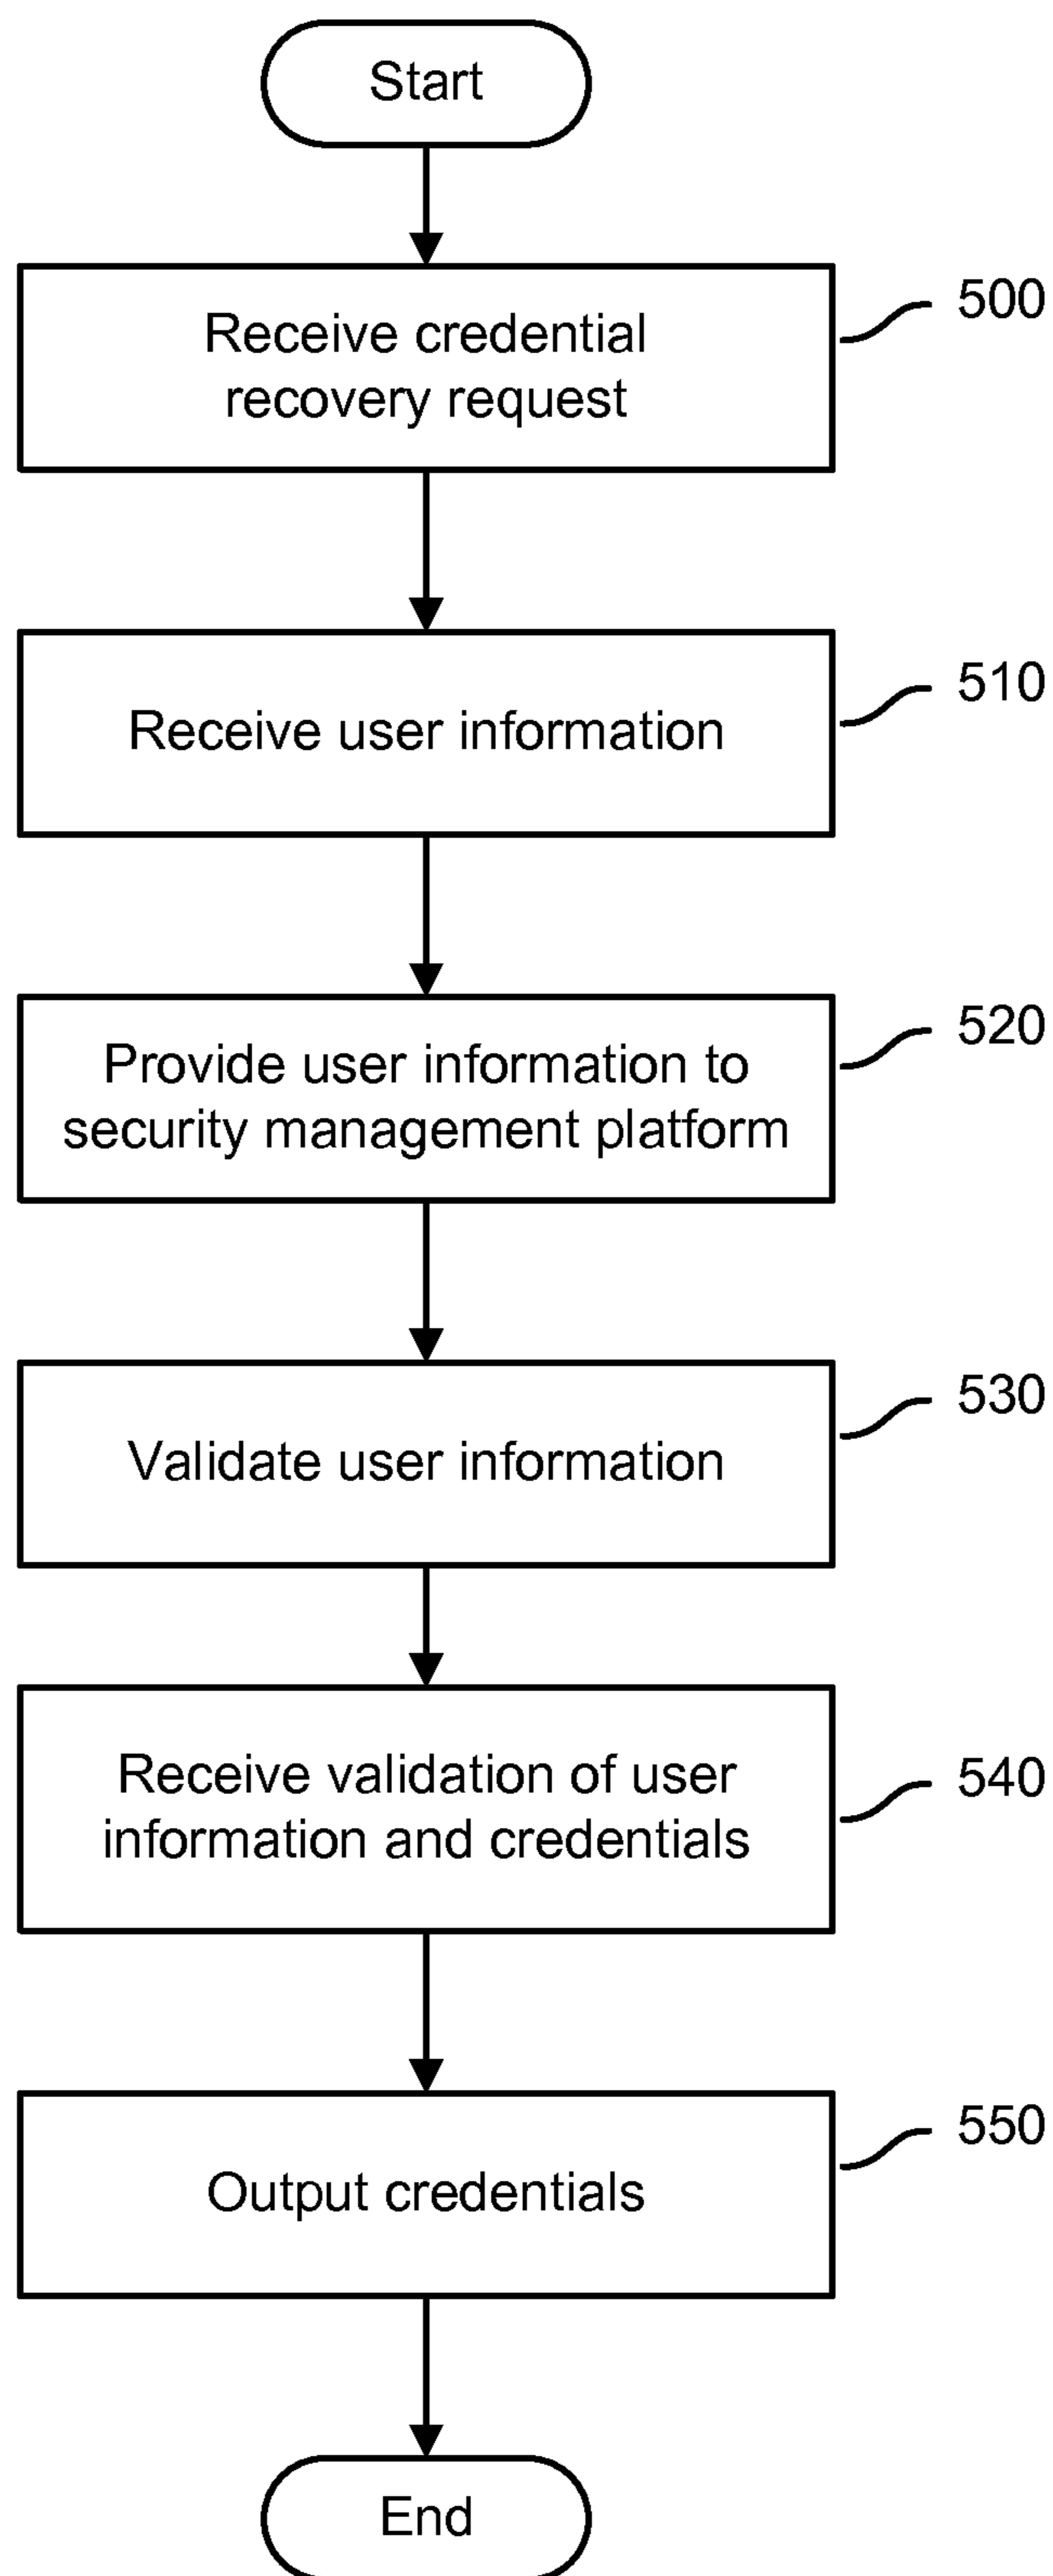 Start
Receive credential
recovery request
500
Receive user information
510
Provide user information to
security management platform
520
Validate user information
530
Receive validation of user
information and credentials
540
Output credentials
550
End